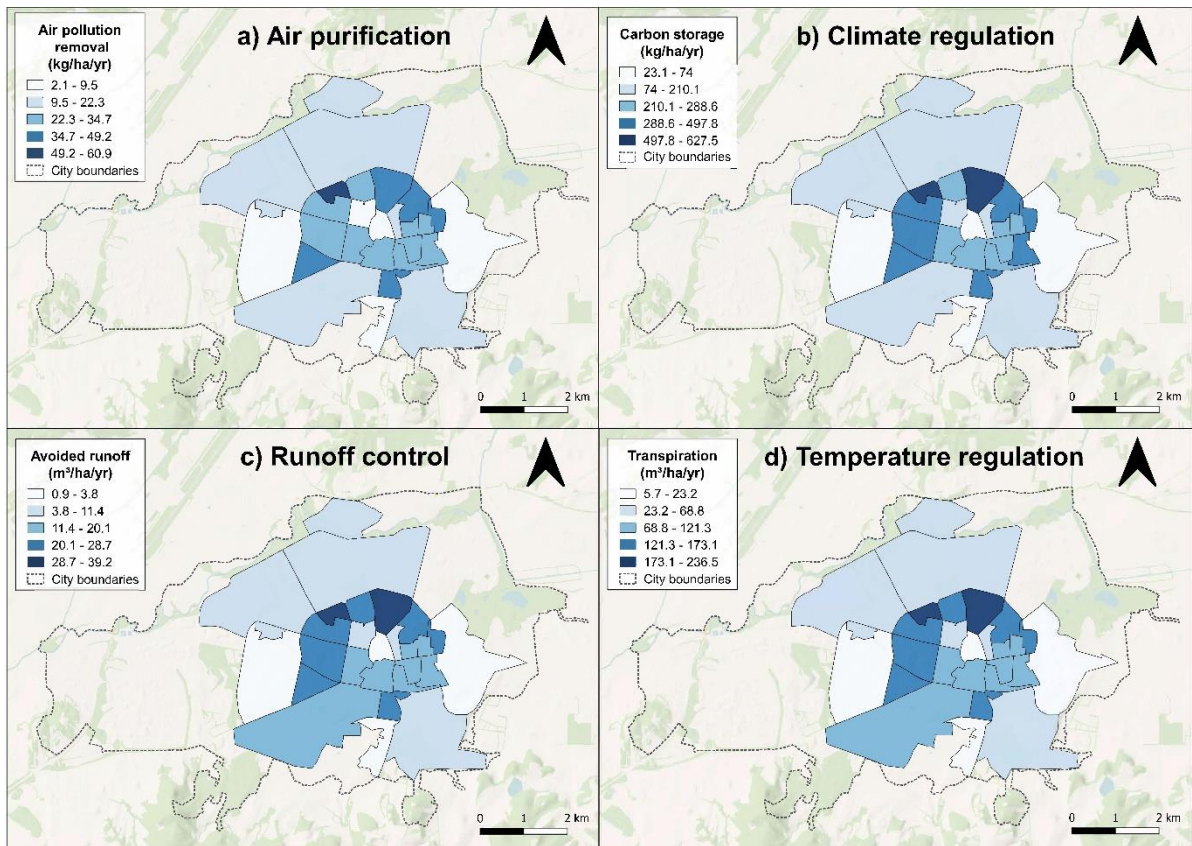 Air pollution
removal
(kg/ha/yr)
2.1 - 9.5
9.5 - 22.3
22.3 - 34.7
34.7 - 49.2
49.2 - 60.9
City boundaries
a) Air purification
0 1 2 km
Carbon storage
(kg/ha/yr)
23.1 - 74
74 - 210.1
210.1 - 288.6
288.6 - 497.8
497.8 - 627.5
City boundaries
b) Climate regulation
0 1 2 km
Avoided runoff
(m³/ha/yr)
0.9 - 3.8
3.8 - 11.4
11.4 - 20.1
20.1 - 28.7
28.7 - 39.2
City boundaries
c) Runoff control
0 1 2 km
Transpiration
(m³/ha/yr)
5.7 - 23.2
23.2 - 68.8
68.8 - 121.3
121.3 - 173.1
173.1 - 236.5
City boundaries
d) Temperature regulation
0 1 2 km